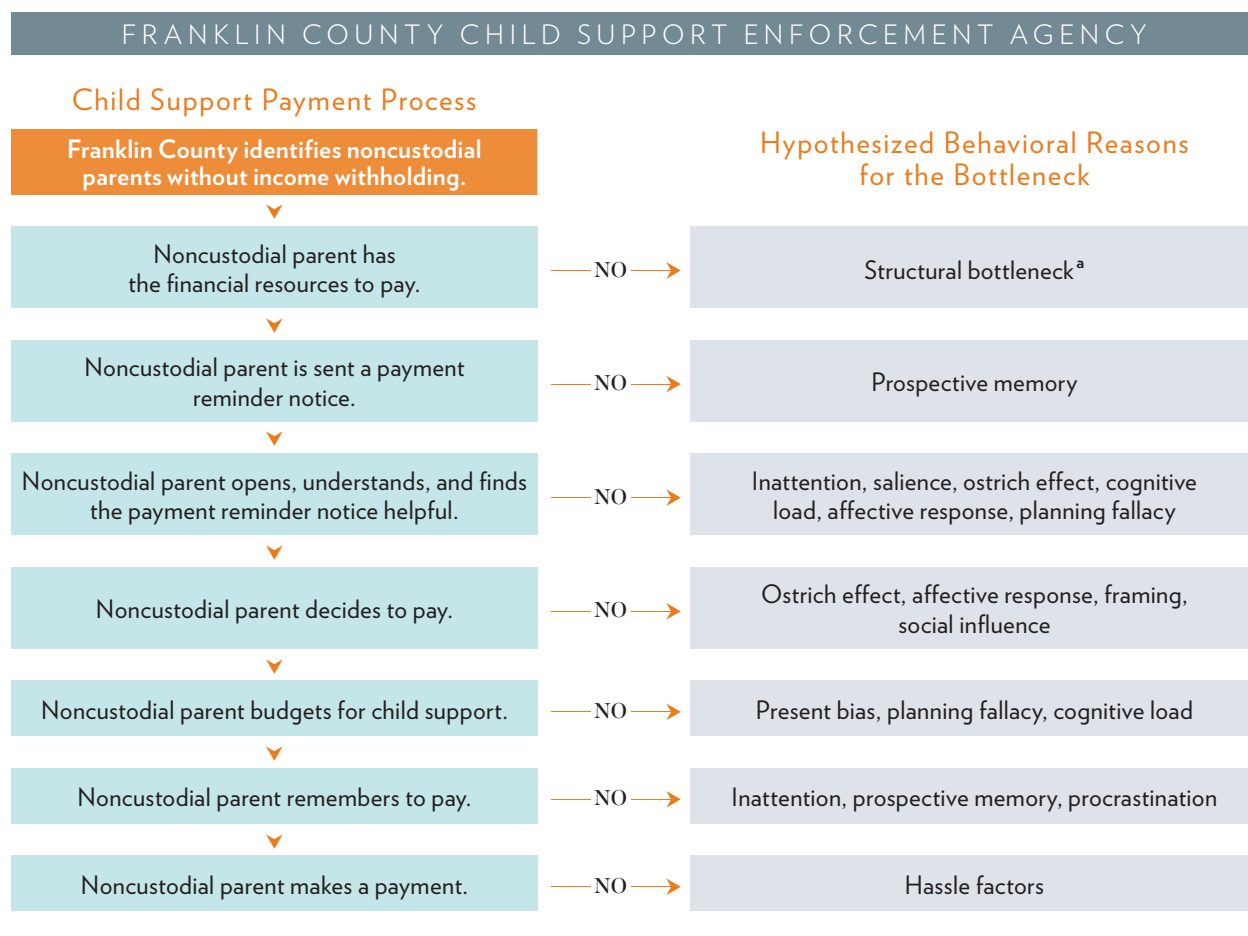 FRANKLIN COUNTY CHILD SUPPORT ENFORCEMENT AGENCY
Child Support Payment Process
Franklin County identifies noncustodial
parents without income withholding.
Hypothesized Behavioral Reasons
for the Bottleneck
Noncustodial parent has
the financial resources to pay.
NO
Structural bottleneckª
Noncustodial parent is sent a payment
reminder notice.
NO
Prospective memory
Noncustodial parent opens, understands, and finds
the payment reminder notice helpful.
NO
Inattention, salience, ostrich effect, cognitive
load, affective response, planning fallacy
Noncustodial parent decides to pay.
NO
Ostrich effect, affective response, framing,
social influence
Noncustodial parent budgets for child support.
NO
Present bias, planning fallacy, cognitive load
Noncustodial parent remembers to pay.
NO
Inattention, prospective memory, procrastination
Noncustodial parent makes a payment.
NO
Hassle factors